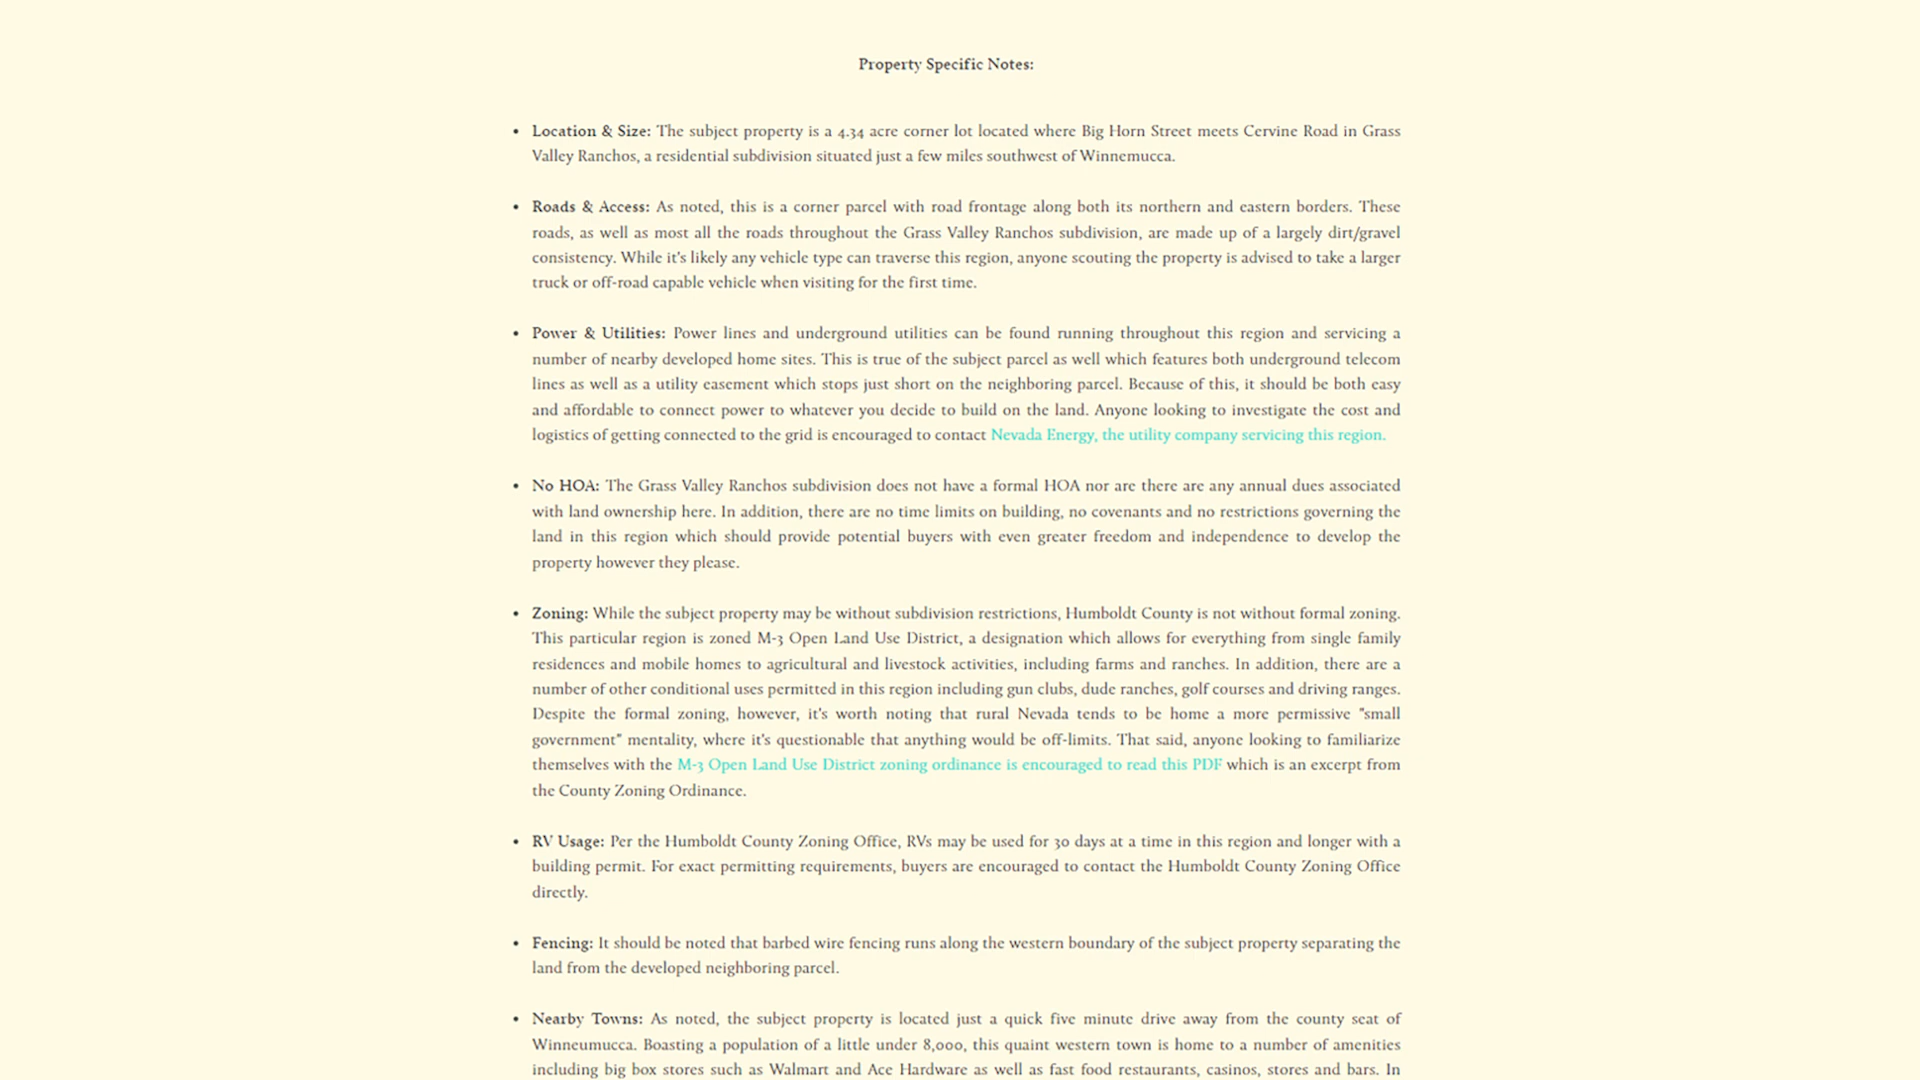 Property Specific Notes:
• Location & Size: The subject property is a 4.34 acre corner lot located where Big Horn Street meets Cervine Road in Grass
Valley Ranchos, a residential subdivision situated just a few miles southwest of Winnemucca.
• Roads & Access: As noted, this is a corner parcel with road frontage along both its northern and eastern borders. These
roads, as well as most all the roads throughout the Grass Valley Ranchos subdivision, are made up of a largely dirt/gravel
consistency. While it's likely any vehicle type can traverse this region, anyone scouting the property is advised to take a larger
truck or off-road capable vehicle when visiting for the first time.
• Power & Utilities: Power lines and underground utilities can be found running throughout this region and servicing a
number of nearby developed home sites. This is true of the subject parcel as well which features both underground telecom
lines as well as a utility easement which stops just short on the neighboring parcel. Because of this, it should be both easy
and affordable to connect power to whatever you decide to build on the land. Anyone looking to investigate the cost and
logistics of getting connected to the grid is encouraged to contact Nevada Energy, the utility company servicing this region.
• No HOA: The Grass Valley Ranchos subdivision does not have a formal HOA nor are there are any annual dues associated
with land ownership here. In addition, there are no time limits on building, no covenants and no restrictions governing the
land in this region which should provide potential buyers with even greater freedom and independence to develop the
property however they please.
• Zoning: While the subject property may be without subdivision restrictions, Humboldt County is not without formal zoning.
This particular region is zoned M-3 Open Land Use District, a designation which allows for everything from single family
residences and mobile homes to agricultural and livestock activities, including farms and ranches. In addition, there are a
number of other conditional uses permitted in this region including gun clubs, dude ranches, golf courses and driving ranges.
Despite the formal zoning, however, it's worth noting that rural Nevada tends to be home a more permissive "small
government" mentality, where it's questionable that anything would be off-limits. That said, anyone looking to familiarize
themselves with the M-3 Open Land Use District zoning ordinance is encouraged to read this PDF which is an excerpt from
the County Zoning Ordinance.
• RV Usage: Per the Humboldt County Zoning Office, RVs may be used for 30 days at a time in this region and longer with a
building permit. For exact permitting requirements, buyers are encouraged to contact the Humboldt County Zoning Office
directly.
• Fencing: It should be noted that barbed wire fencing runs along the western boundary of the subject property separating the
land from the developed neighboring parcel.
• Nearby Towns: As noted, the subject property is located just a quick five minute drive away from the county seat of
Winneumucca. Boasting a population of a little under 8,000, this quaint western town is home to a number of amenities
including big box stores such as Walmart and Ace Hardware as well as fast food restaurants, casinos, stores and bars. In